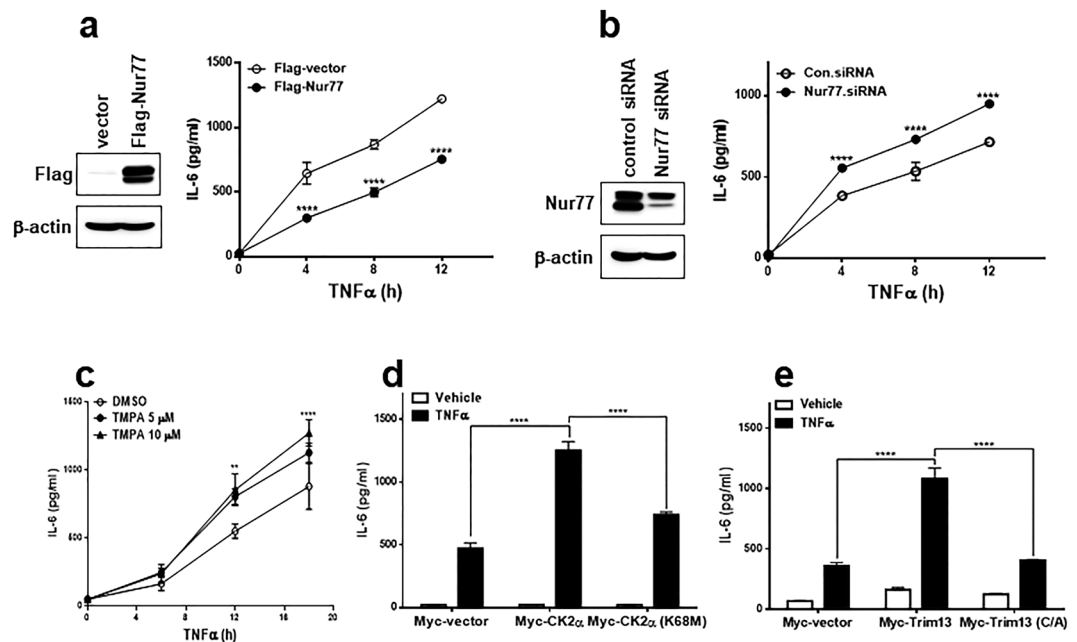 a
vector
Flag-Nur77
Flag
β-actin
Flag-vector
Flag-Nur77
IL-6 (pg/ml)
1500
1000
500
0
****
****
****
0 4 8 12
TNFα (h)
b
control siRNA
Nur77 siRNA
Nur77
β-actin
Con.siRNA
Nur77.siRNA
IL-6 (pg/ml)
1000
500
0
****
****
****
0 4 8 12
TNFα (h)
c
DMSO
TMPA 5 μM
TMPA 10 μM
IL-6 (pg/ml)
1500
1000
500
0
**
****
0 4 8 12 16 20
TNFα (h)
d
Vehicle
TNFα
IL-6 (pg/ml)
1500
1000
500
0
****
****
Myc-vector Myc-CK2α Myc-CK2α (K68M)
e
Vehicle
TNFα
IL-6 (pg/ml)
1500
1000
500
0
****
****
Myc-vector Myc-Trim13 Myc-Trim13 (C/A)